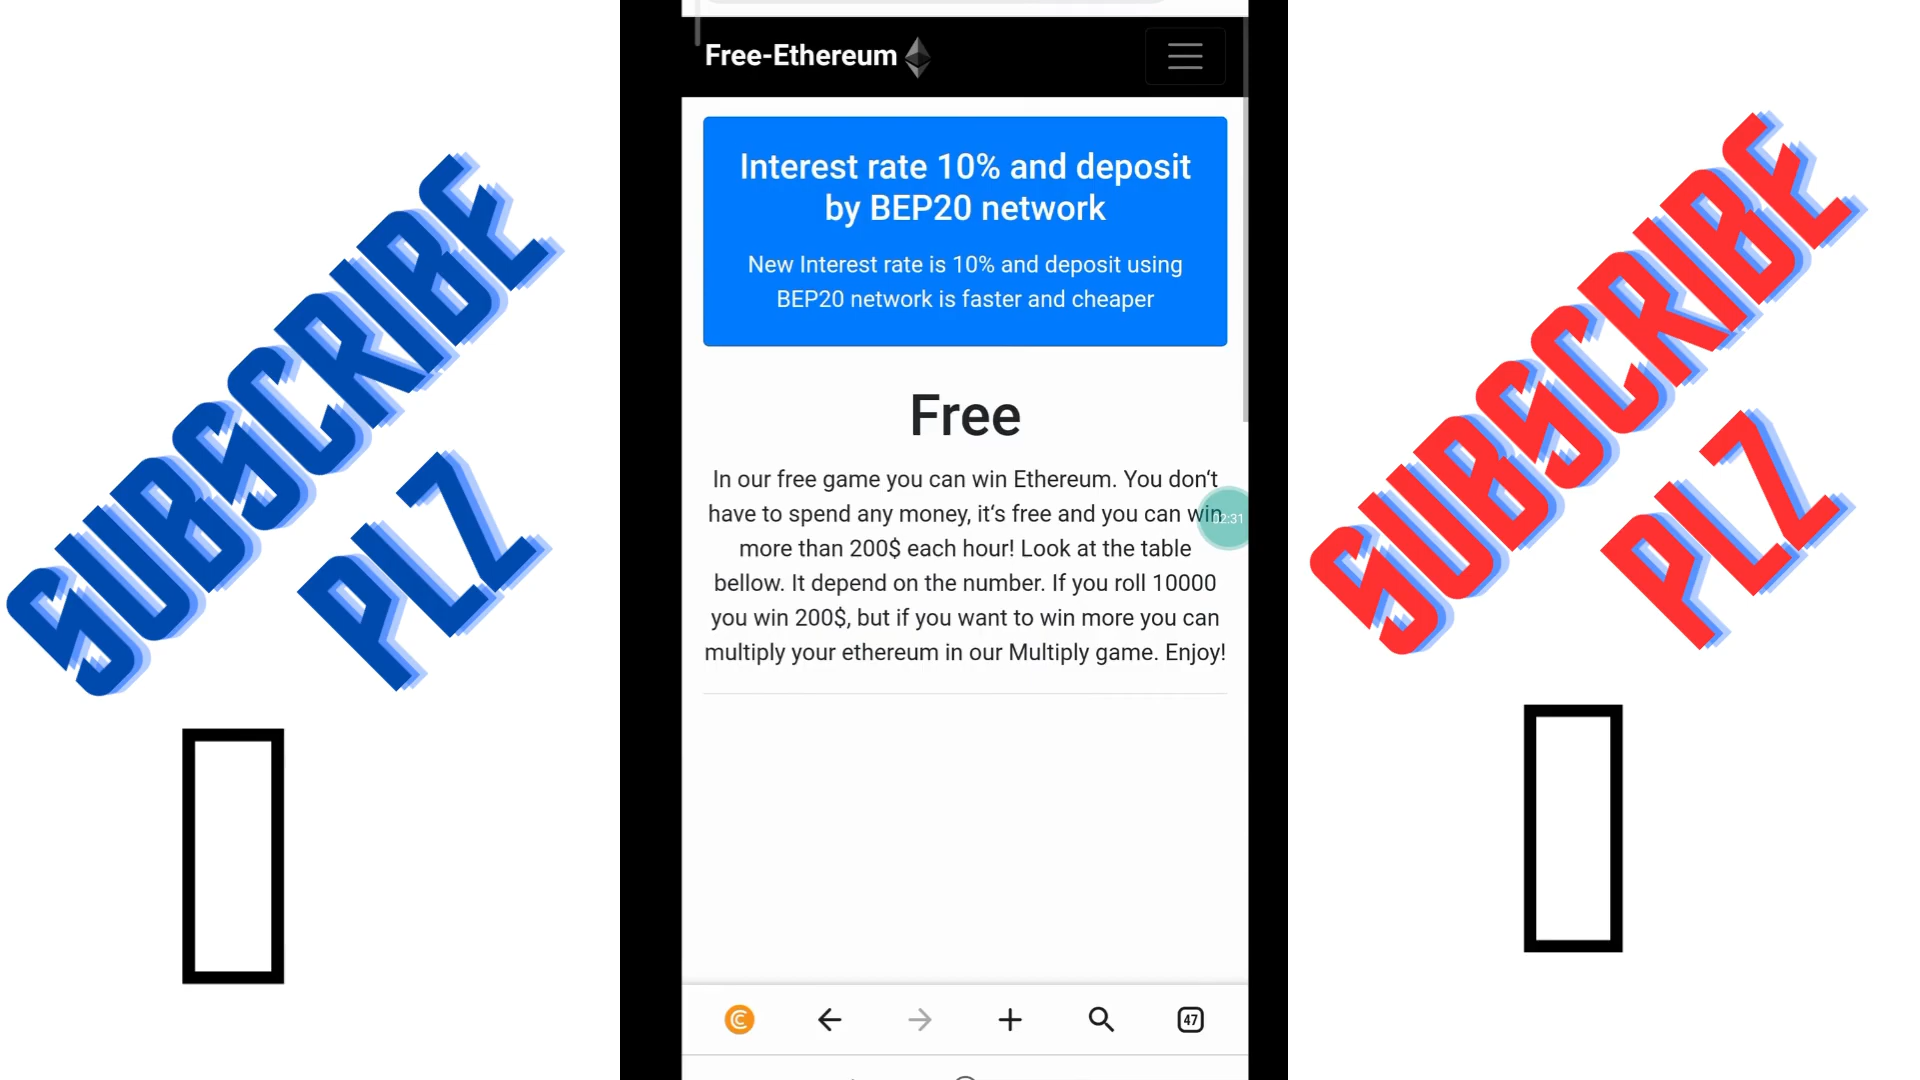 SUBSCRIBE
PLZ
Free-Ethereum
Interest rate 10% and deposit
by BEP20 network
New Interest rate is 10% and deposit using
BEP20 network is faster and cheaper
Free
In our free game you can win Ethereum. You don‘t
have to spend any money, it‘s free and you can win
more than 200$ each hour! Look at the table
bellow. It depend on the number. If you roll 10000
you win 200$, but if you want to win more you can
multiply your ethereum in our Multiply game. Enjoy!
02:31
47
SUBSCRIBE
PLZ